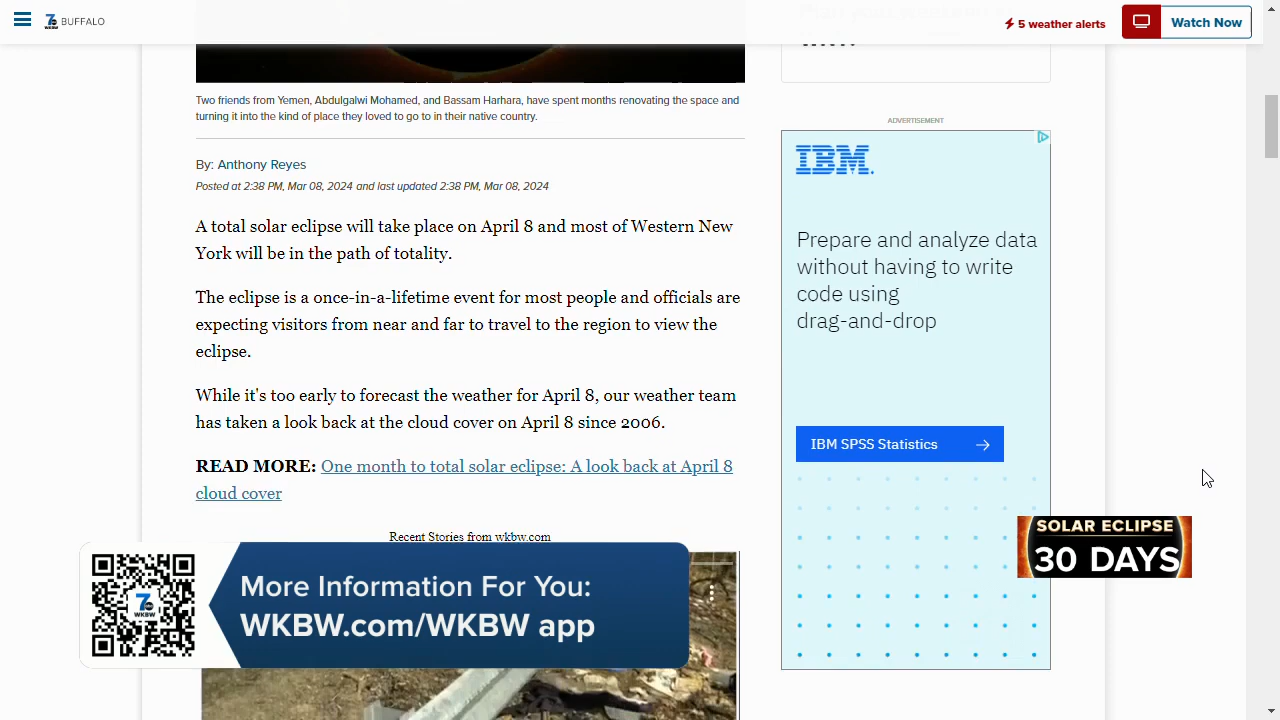 7
WKBW
BUFFALO
5 weather alerts
Watch Now
Two friends from Yemen, Abdulgalwi Mohamed, and Bassam Harhara, have spent months renovating the space and
turning it into the kind of place they loved to go to in their native country.
By: Anthony Reyes
Posted at 2:38 PM, Mar 08, 2024 and last updated 2:38 PM, Mar 08, 2024
A total solar eclipse will take place on April 8 and most of Western New
York will be in the path of totality.
The eclipse is a once-in-a-lifetime event for most people and officials are
expecting visitors from near and far to travel to the region to view the
eclipse.
While it's too early to forecast the weather for April 8, our weather team
has taken a look back at the cloud cover on April 8 since 2006.
READ MORE: One month to total solar eclipse: A look back at April 8
cloud cover
Recent Stories from wkbw.com
ADVERTISEMENT
IBM.
Prepare and analyze data
without having to write
code using
drag-and-drop
IBM SPSS Statistics
SOLAR ECLIPSE
30 DAYS
7
abc
WKBW
More Information For You:
WKBW.com/WKBW app